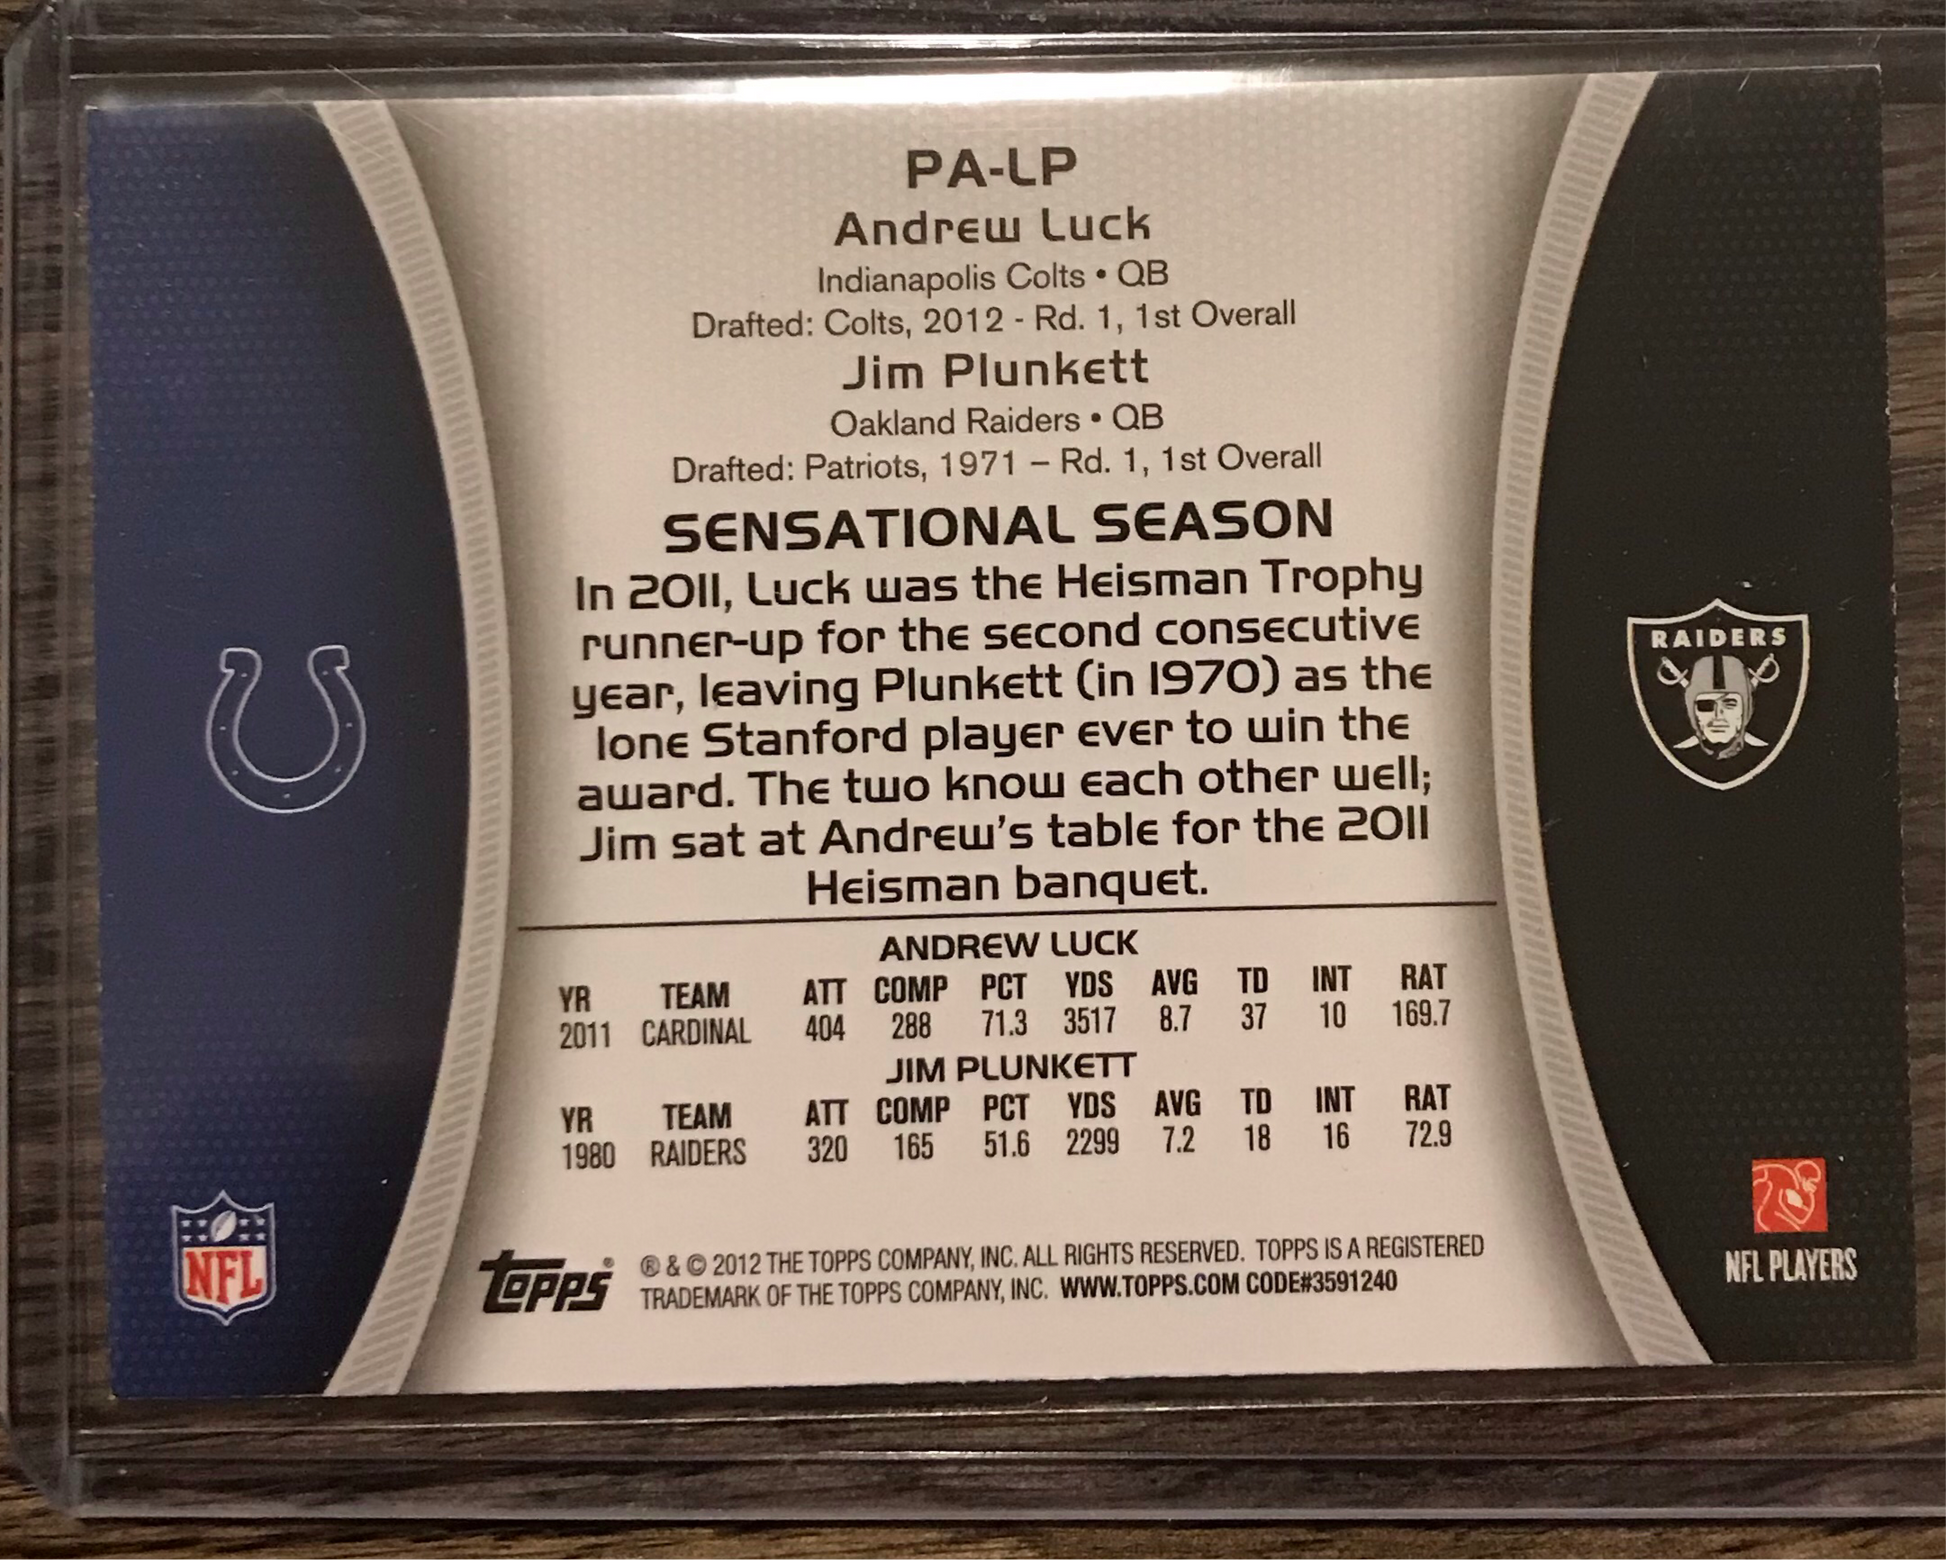 PA-LP
Andrew Luck
Indianapolis Colts • QB
Drafted: Colts, 2012 - Rd. 1, 1st Overall
Jim Plunkett
Oakland Raiders • QB
Drafted: Patriots, 1971 – Rd. 1, 1st Overall
SENSATIONAL SEASON
In 2011, Luck was the Heisman Trophy
runner-up for the second consecutive
year, leaving Plunkett (in 1970) as the
lone Stanford player ever to win the
award. The two know each other well;
Jim sat at Andrew's table for the 2011
Heisman banquet.
RAIDERS
ANDREW LUCK
YR TEAM ATT COMP PCT YDS AVG TD INT RAT
2011 CARDINAL 404 288 71.3 3517 8.7 37 10 169.7
JIM PLUNKETT
YR TEAM ATT COMP PCT YDS AVG TD INT RAT
1980 RAIDERS 320 165 51.6 2299 7.2 18 16 72.9
NFL
Topps®
® & © 2012 THE TOPPS COMPANY, INC. ALL RIGHTS RESERVED. TOPPS IS A REGISTERED
TRADEMARK OF THE TOPPS COMPANY, INC. WWW.TOPPS.COM CODE#3591240
NFL PLAYERS